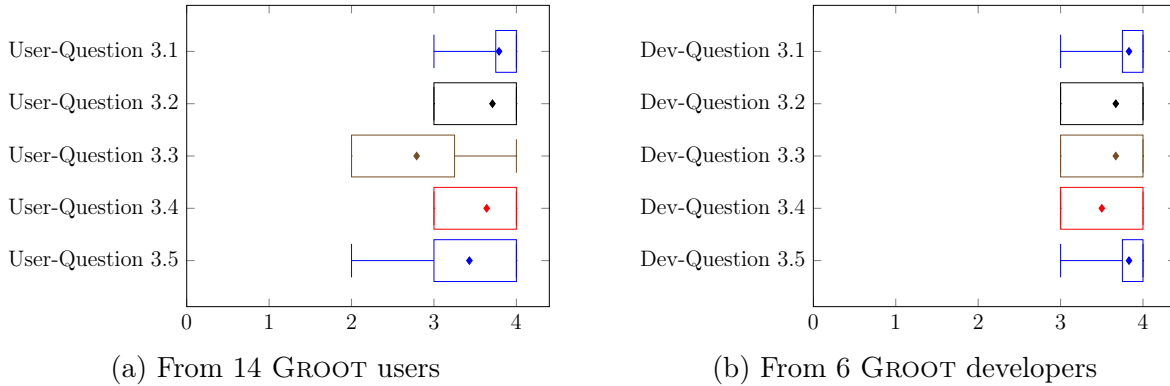 User-Question 3.1
User-Question 3.2
User-Question 3.3
User-Question 3.4
User-Question 3.5
0 1 2 3 4
(a) From 14 GROOT users
Dev-Question 3.1
Dev-Question 3.2
Dev-Question 3.3
Dev-Question 3.4
Dev-Question 3.5
0 1 2 3 4
(b) From 6 GROOT developers